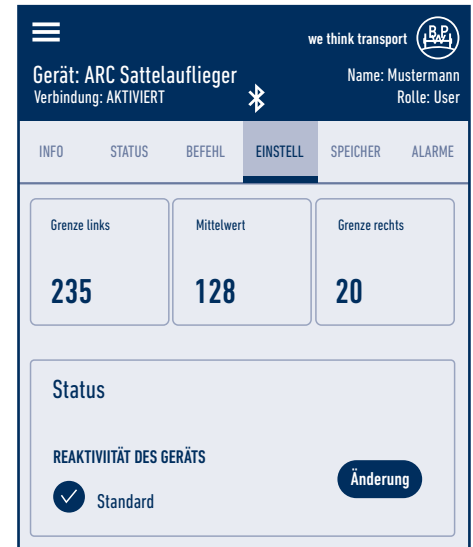 we think transport BPW
Gerät: ARC Sattelauflieger
Name: Mustermann
Verbindung: AKTIVIERT
Rolle: User
INFO STATUS BEFEHL EINSTELL SPEICHER ALARME
Grenze links Mittelwert Grenze rechts
235 128 20
Status
REAKTIVIITÄT DES GERÄTS
Änderung
Standard